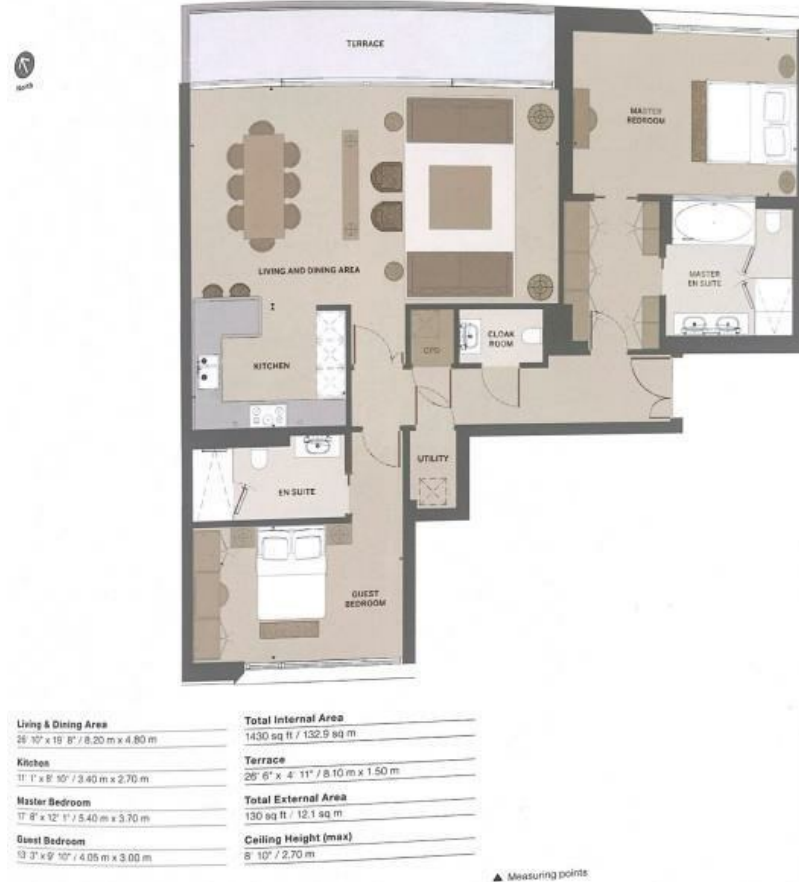 North
TERRACE
MASTER
BEDROOM
LIVING AND DINING AREA
MASTER
EN SUITE
CLOAK
ROOM
CPD
KITCHEN
UTILITY
EN SUITE
GUEST
BEDROOM
Living & Dining Area
26' 10" x 15' 8" / 8.20 m x 4.80 m
Kitchen
11' 1" x 8' 10" / 3.40 m x 2.70 m
Master Bedroom
17' 8" x 12' 1" / 5.40 m x 3.70 m
Guest Bedroom
13' 3" x 9' 10" / 4.05 m x 3.00 m
Total Internal Area
1430 sq ft / 132.9 sq m
Terrace
26' 6" x 4' 11" / 8.10 m x 1.50 m
Total External Area
130 sq ft / 12.1 sq m
Ceiling Height (max)
8' 10" / 2.70 m
▲ Measuring points